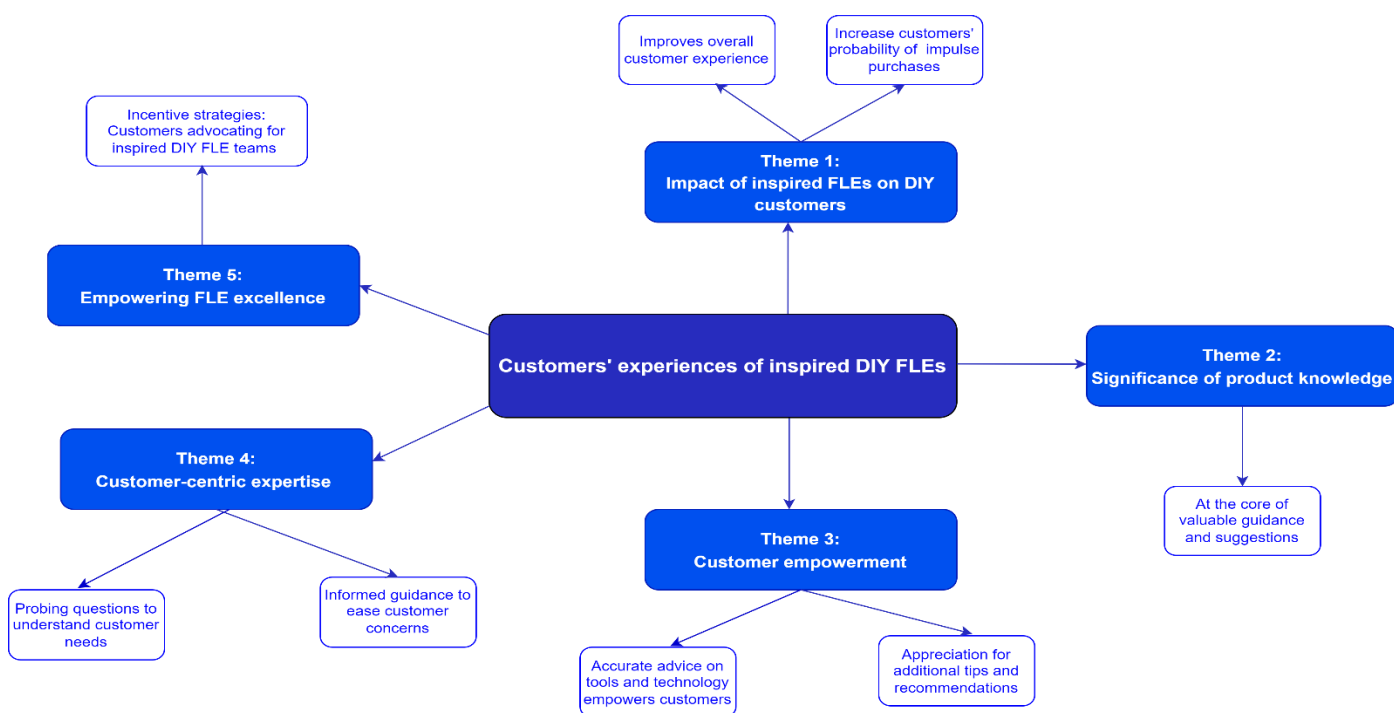 Improves overall
customer experience
Increase customers'
probability of  impulse
purchases
Incentive strategies:
Customers advocating for
inspired DIY FLE teams
Theme 1:
Impact of inspired FLEs on DIY
customers
Theme 5:
Empowering FLE excellence
Customers' experiences of inspired DIY FLEs
Theme 2:
Significance of product knowledge
Theme 4:
Customer-centric expertise
At the core of
valuable guidance
and suggestions
Theme 3:
Customer empowerment
Probing questions to
understand customer
needs
Informed guidance to
ease customer
concerns
Accurate advice on
tools and technology
empowers customers
Appreciation for
additional tips and
recommendations